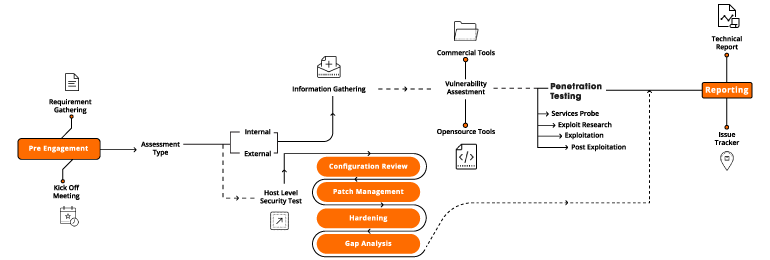 Technical
Report
Commercial Tools
Information Gathering
Vulnerability
Assestment
Penetration
Testing
Reporting
Requirement
Gathering
Services Probe
Exploit Research
Exploitation
Post Exploitation
Opensource Tools
Issue
Tracker
Pre Engagement
Assessment
Type
Internal
External
Kick Off
Meeting
Host Level
Security Test
Configuration Review
Patch Management
Hardening
Gap Analysis